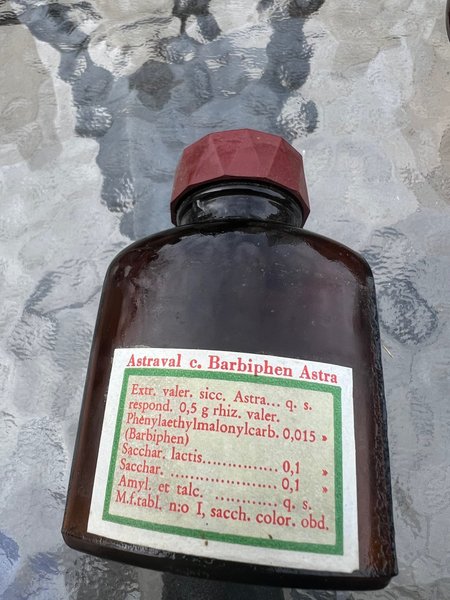 Astraval c. Barbiphen Astra
Extr. valer. sicc. Astra... q. s.
respond. 0,5 g rhiz. valer.
Phenylaethylmalonylcarb. 0,015 »
(Barbiphen)
Sacchar. lactis............... 0,1 »
Sacchar. ..................... 0,1 »
Amyl. et talc. ............ q. s.
M.f.tabl. n:o I, sacch. color. obd.